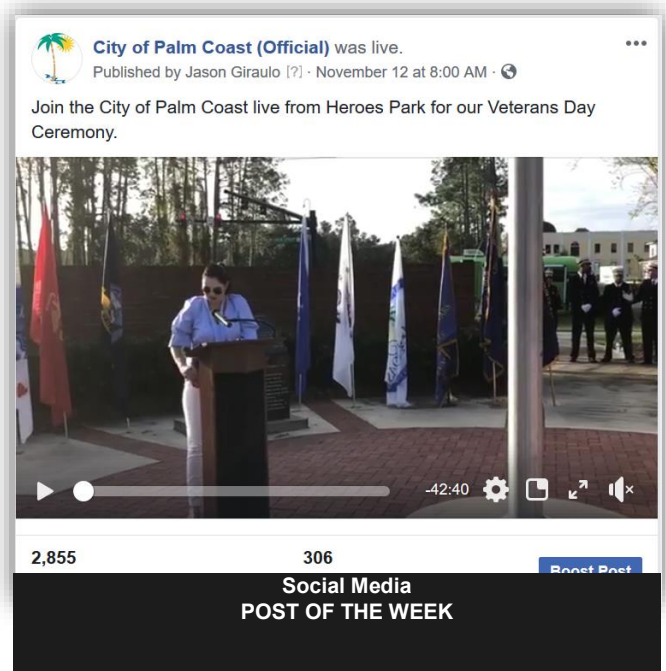 City of Palm Coast (Official) was live.
Published by Jason Giraulo [?] · November 12 at 8:00 AM ·
Join the City of Palm Coast live from Heroes Park for our Veterans Day
Ceremony.
-42:40
2,855 306 Boost Post
Social Media
POST OF THE WEEK